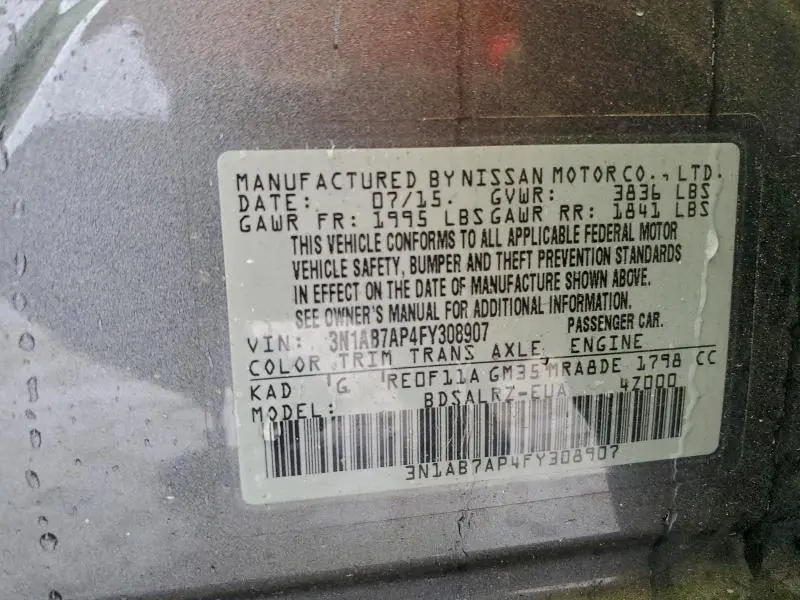 MANUFACTURED BY NISSAN MOTOR CO., LTD.
DATE: 07/15. GVWR: 3836 LBS
GAWR FR: 1995 LBS GAWR RR: 1841 LBS
THIS VEHICLE CONFORMS TO ALL APPLICABLE FEDERAL MOTOR
VEHICLE SAFETY, BUMPER AND THEFT PREVENTION STANDARDS
IN EFFECT ON THE DATE OF MANUFACTURE SHOWN ABOVE.
SEE OWNER'S MANUAL FOR ADDITIONAL INFORMATION.
VIN: 3N1AB7AP4FY308907 PASSENGER CAR.
COLOR TRIM TRANS AXLE ENGINE
KAD G RE0F11A GM35 MRA8DE 1798 CC
MODEL: BDSALRZ-EUA 4Z000
3N1AB7AP4FY308907